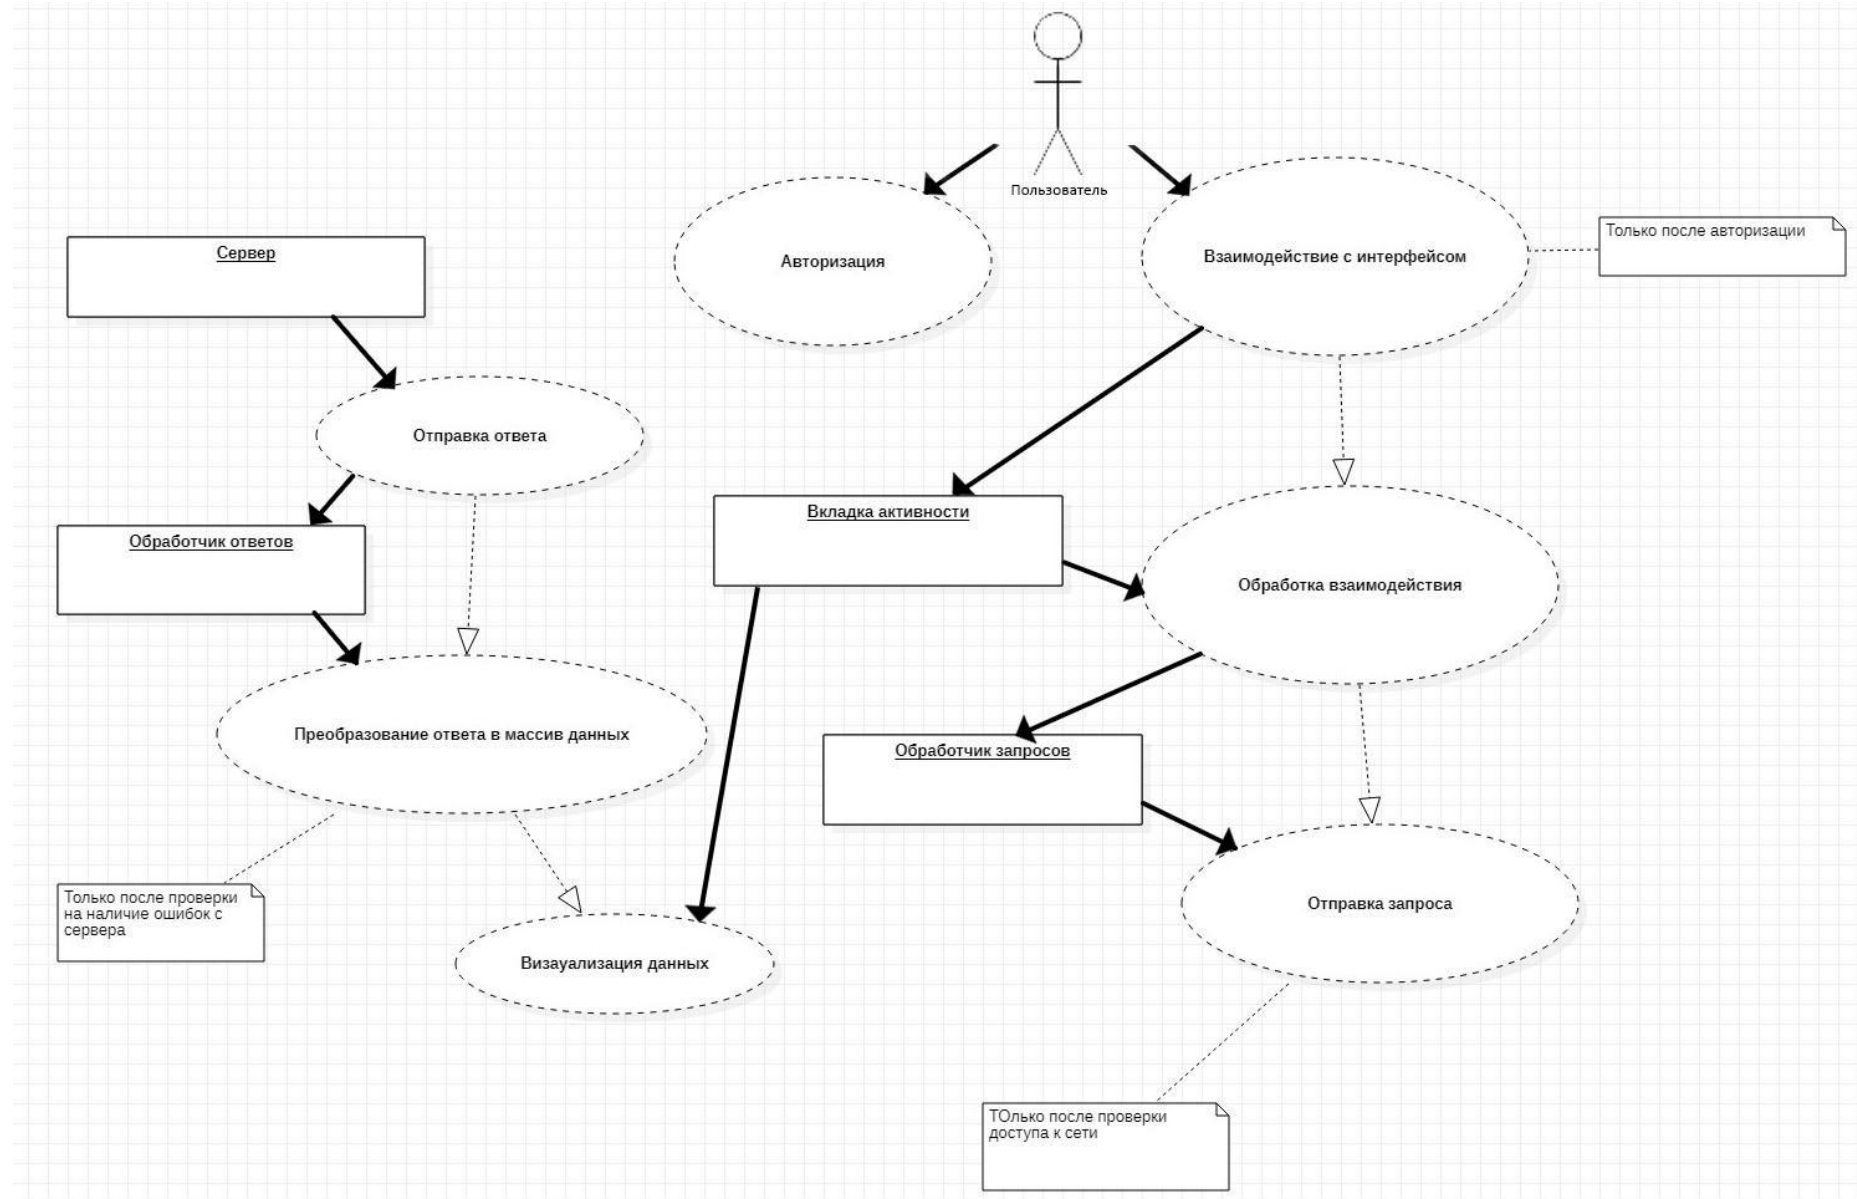 Пользователь
Авторизация
Взаимодействие с интерфейсом
Только после авторизации
Сервер
Отправка ответа
Обработчик ответов
Вкладка активности
Обработка взаимодействия
Преобразование ответа в массив данных
Обработчик запросов
Только после проверки
на наличие ошибок с
сервера
Визауализация данных
Отправка запроса
ТОлько после проверки
доступа к сети